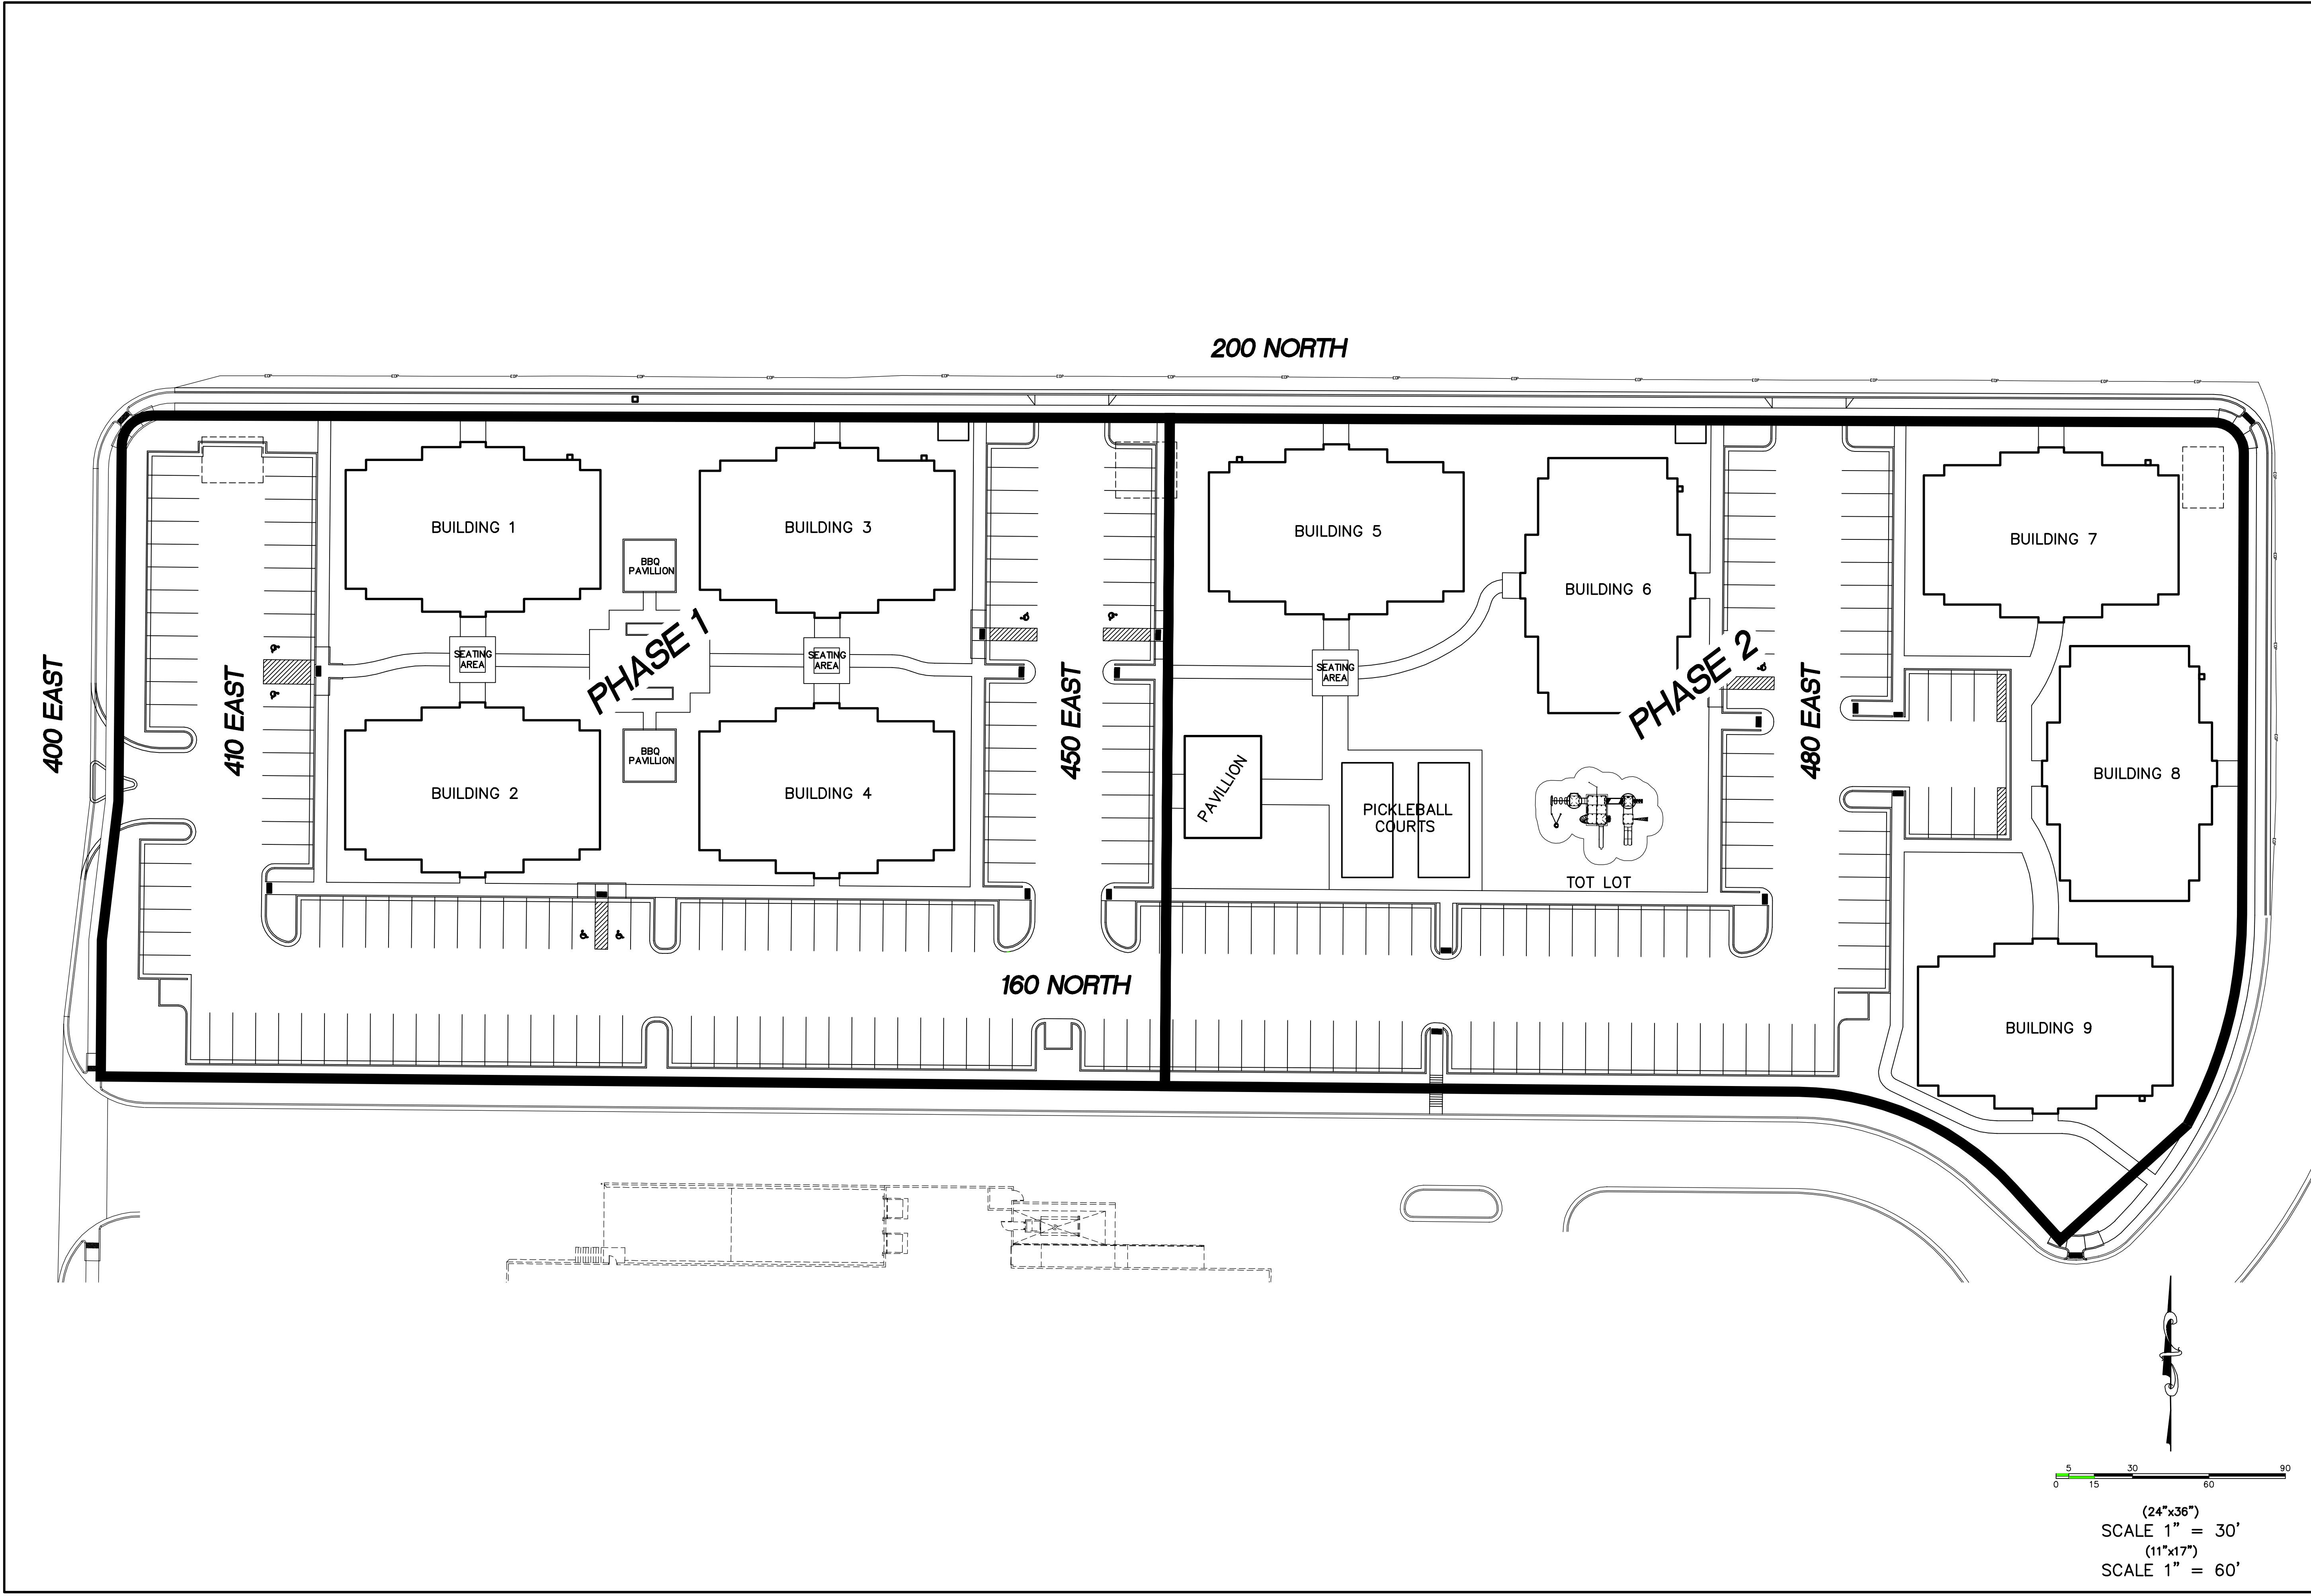 200 NORTH
BUILDING 1
BUILDING 3
BUILDING 5
BUILDING 6
BUILDING 7
BBQ
PAVILLION
PHASE 1
SEATING
AREA
SEATING
AREA
SEATING
AREA
PHASE 2
400 EAST
410 EAST
450 EAST
480 EAST
BBQ
PAVILLION
BUILDING 2
BUILDING 4
PAVILLION
PICKLEBALL
COURTS
BUILDING 8
TOT LOT
160 NORTH
BUILDING 9
5 30 90
0 15 60
(24"x36")
SCALE 1" = 30'
(11"x17")
SCALE 1" = 60'